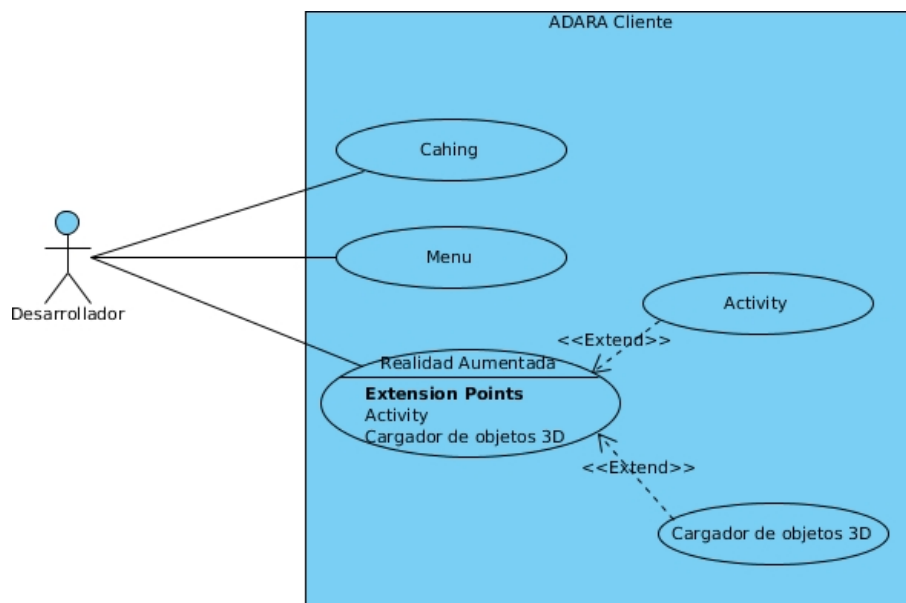 ADARA Cliente
Cahing
Menu
Desarrollador
Activity
<<Extend>>
Realidad Aumentada
Extension Points
Activity
Cargador de objetos 3D
<<Extend>>
Cargador de objetos 3D